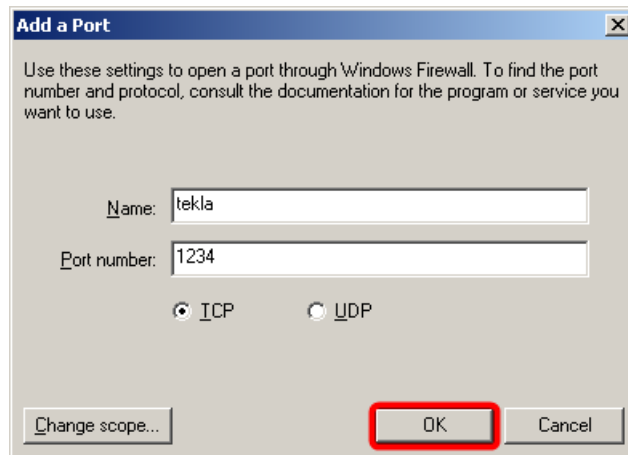 Add a Port
Use these settings to open a port through Windows Firewall. To find the port
number and protocol, consult the documentation for the program or service you
want to use.
Name: tekla
Port number: 1234
TCP UDP
Change scope... OK Cancel